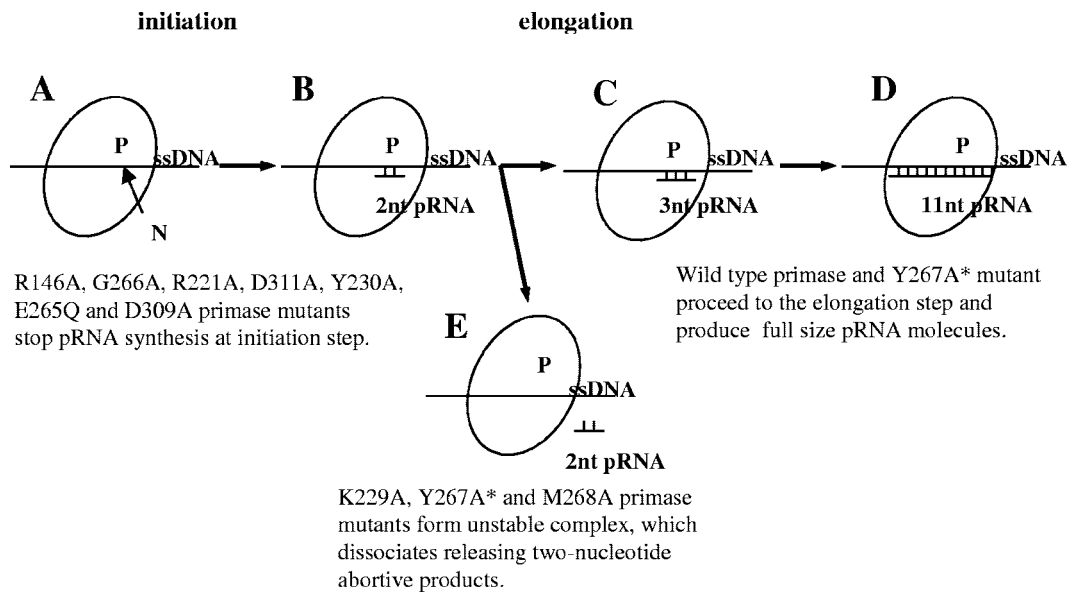 initiation
elongation
A
B
C
D
P
P
P
P
ssDNA
ssDNA
ssDNA
ssDNA
2nt pRNA
3nt pRNA
11nt pRNA
N
R146A, G266A, R221A, D311A, Y230A,
E265Q and D309A primase mutants
stop pRNA synthesis at initiation step.
Wild type primase and Y267A* mutant
proceed to the elongation step and
produce full size pRNA molecules.
E
P
ssDNA
2nt pRNA
K229A, Y267A* and M268A primase
mutants form unstable complex, which
dissociates releasing two-nucleotide
abortive products.